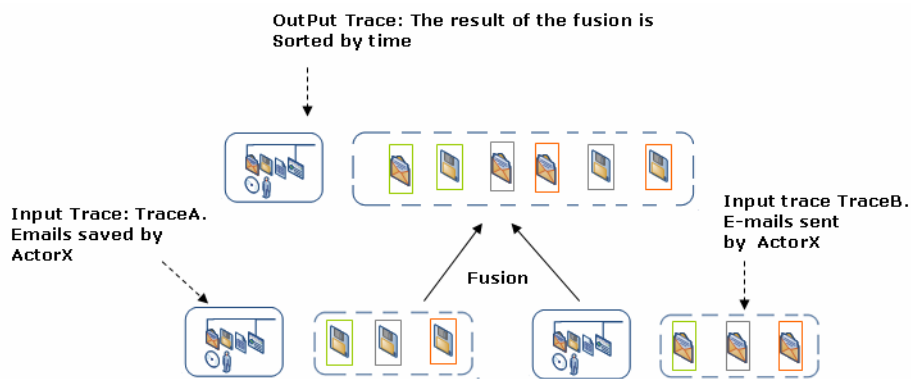 OutPut Trace: The result of the fusion is
Sorted by time
Input Trace: TraceA.
Emails saved by
ActorX
Input trace TraceB.
E-mails sent
by ActorX
Fusion